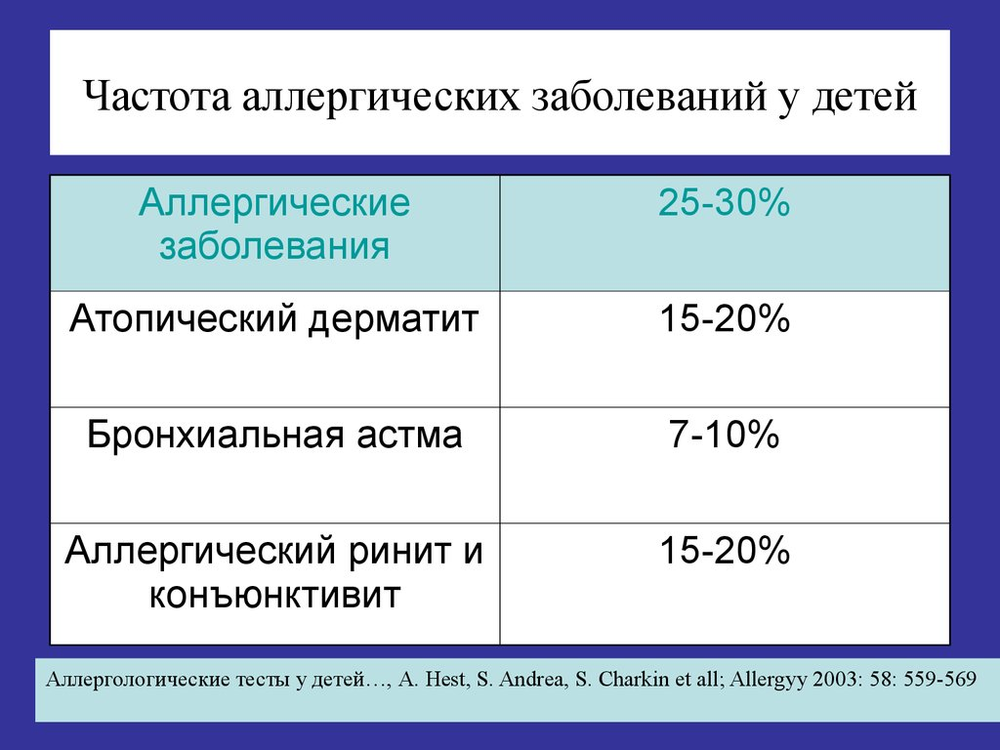 Частота аллергических заболеваний у детей
Аллергические
заболевания
25-30%
Атопический дерматит
15-20%
Бронхиальная астма
7-10%
Аллергический ринит и
конъюнктивит
15-20%
Аллергологические тесты у детей…, A. Hest, S. Andrea, S. Charkin et all; Allergyy 2003: 58: 559-569